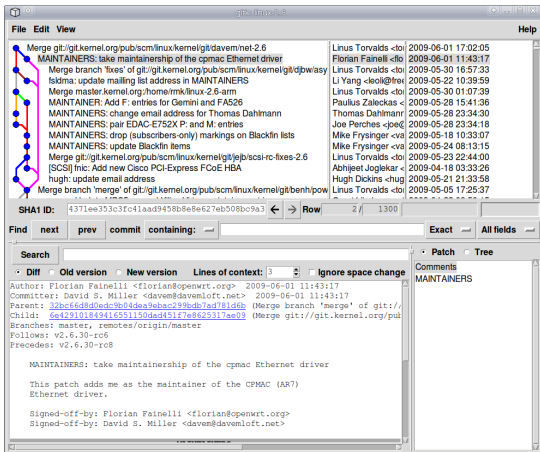 gitk: linux-2.6
File Edit View Help
Merge git://git.kernel.org/pub/scm/linux/kernel/git/davem/net-2.6 Linus Torvalds <to 2009-06-01 17:02:05
MAINTAINERS: take maintainership of the cpmac Ethernet driver Florian Fainelli <flo 2009-06-01 11:43:17
Merge branch 'fixes' of git://git.kernel.org/pub/scm/linux/kernel/git/djbw/asy Linus Torvalds <to 2009-05-30 16:57:33
fsldma: update mailing list address in MAINTAINERS Li Yang <leoli@free 2009-05-22 10:39:59
Merge master.kernel.org:/home/rmk/linux-2.6-arm Linus Torvalds <to 2009-05-30 01:07:39
MAINTAINER: Add F: entries for Gemini and FA526 Paulius Zaleckas < 2009-05-28 15:41:36
MAINTAINERS: change email address for Thomas Dahlmann Thomas Dahlmann 2009-05-28 23:34:30
MAINTAINERS: pair EDAC-E752X P: and M: entries Joe Perches <joe@ 2009-05-28 23:34:18
MAINTAINERS: drop (subscribers-only) markings on Blackfin lists Mike Frysinger <va 2009-05-18 10:33:07
MAINTAINERS: update Blackfin items Mike Frysinger <va 2009-05-24 08:13:15
Merge git://git.kernel.org/pub/scm/linux/kernel/git/jejb/scsi-rc-fixes-2.6 Linus Torvalds <to 2009-05-23 22:44:00
[SCSI] fnic: Add new Cisco PCI-Express FCoE HBA Abhijeet Joglekar < 2009-04-18 03:33:26
hugh: update email address Hugh Dickins <hug 2009-05-21 21:33:58
Merge branch 'merge' of git://git.kernel.org/pub/scm/linux/kernel/git/benh/pow Linus Torvalds <to 2009-05-05 17:25:37
SHA1 ID: 4371ee353c3fc41aad9458b8e8e627eb508bc9a3 Row 2 / 1300
Find next prev commit containing: Exact All fields
Search
Patch Tree
Diff Old version New version Lines of context: 3 Ignore space change
Comments
MAINTAINERS
Author: Florian Fainelli <florian@openwrt.org> 2009-06-01 11:43:17
Committer: David S. Miller <davem@davemloft.net> 2009-06-01 11:43:17
Parent: 32bc66d8d0edc9b04dea9ebac299bdb7ad781d6b (Merge branch 'merge' of git:/
Child: 6e429101849416551150dad451f7e8625317ae09 (Merge git://git.kernel.org/pub
Branches: master, remotes/origin/master
Follows: v2.6.30-rc6
Precedes: v2.6.30-rc8
MAINTAINERS: take maintainership of the cpmac Ethernet driver
This patch adds me as the maintainer of the CPMAC (AR7)
Ethernet driver.
Signed-off-by: Florian Fainelli <florian@openwrt.org>
Signed-off-by: David S. Miller <davem@davemloft.net>